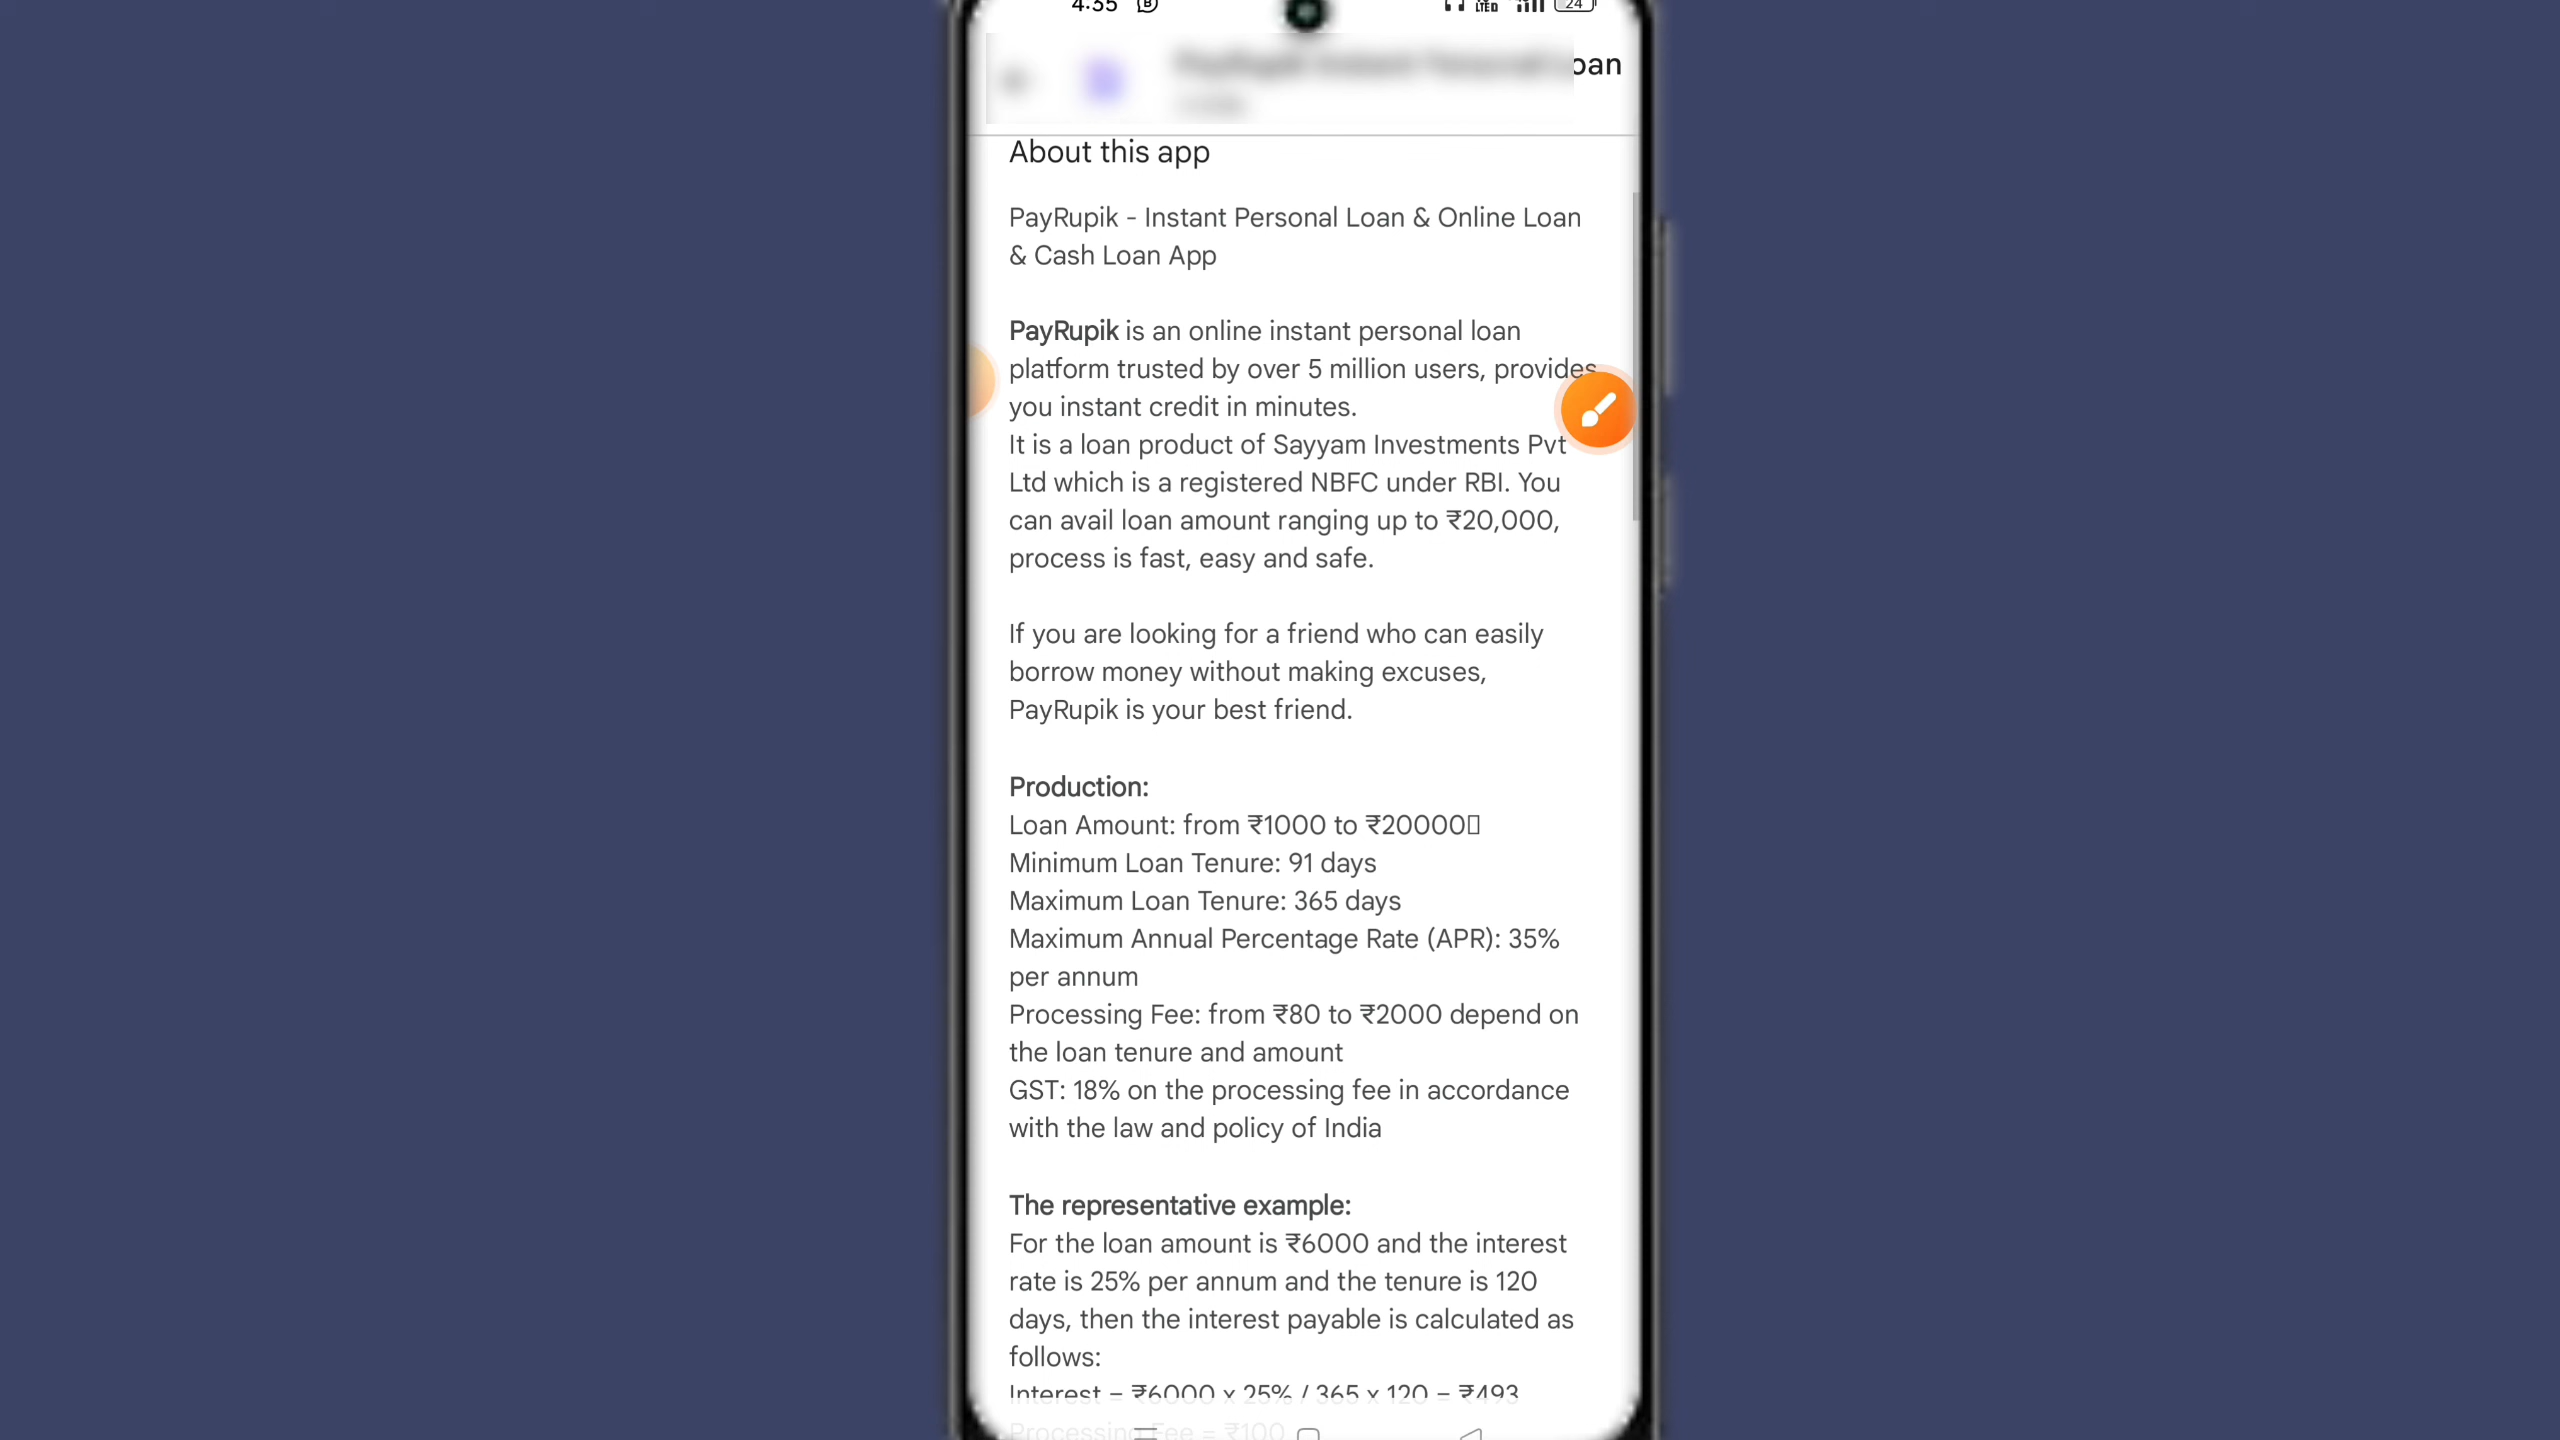 4:35
24
oan
About this app
PayRupik - Instant Personal Loan & Online Loan
& Cash Loan App
PayRupik is an online instant personal loan
platform trusted by over 5 million users, provides
you instant credit in minutes.
It is a loan product of Sayyam Investments Pvt
Ltd which is a registered NBFC under RBI. You
can avail loan amount ranging up to ₹20,000,
process is fast, easy and safe.
If you are looking for a friend who can easily
borrow money without making excuses,
PayRupik is your best friend.
Production:
Loan Amount: from ₹1000 to ₹20000
Minimum Loan Tenure: 91 days
Maximum Loan Tenure: 365 days
Maximum Annual Percentage Rate (APR): 35%
per annum
Processing Fee: from ₹80 to ₹2000 depend on
the loan tenure and amount
GST: 18% on the processing fee in accordance
with the law and policy of India
The representative example:
For the loan amount is ₹6000 and the interest
rate is 25% per annum and the tenure is 120
days, then the interest payable is calculated as
follows:
Interest = ₹6000 x 25% / 365 x 120 = ₹493
Processing Fee = ₹100